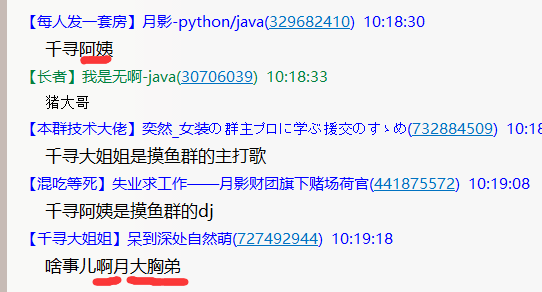 【每人发一套房】月影-python/java(329682410)  10:18:30
千寻阿姨
【长者】我是无啊-java(30706039)  10:18:33
猪大哥
【本群技术大佬】奕然_女装の群主プロに学ぶ援交のすゝめ(732884509)  10:18
千寻大姐姐是摸鱼群的主打歌
【混吃等死】失业求工作——月影财团旗下赌场荷官(441875572)  10:19:08
千寻阿姨是摸鱼群的dj
【千寻大姐姐】呆到深处自然萌(727492944)  10:19:18
啥事儿啊月大胸弟